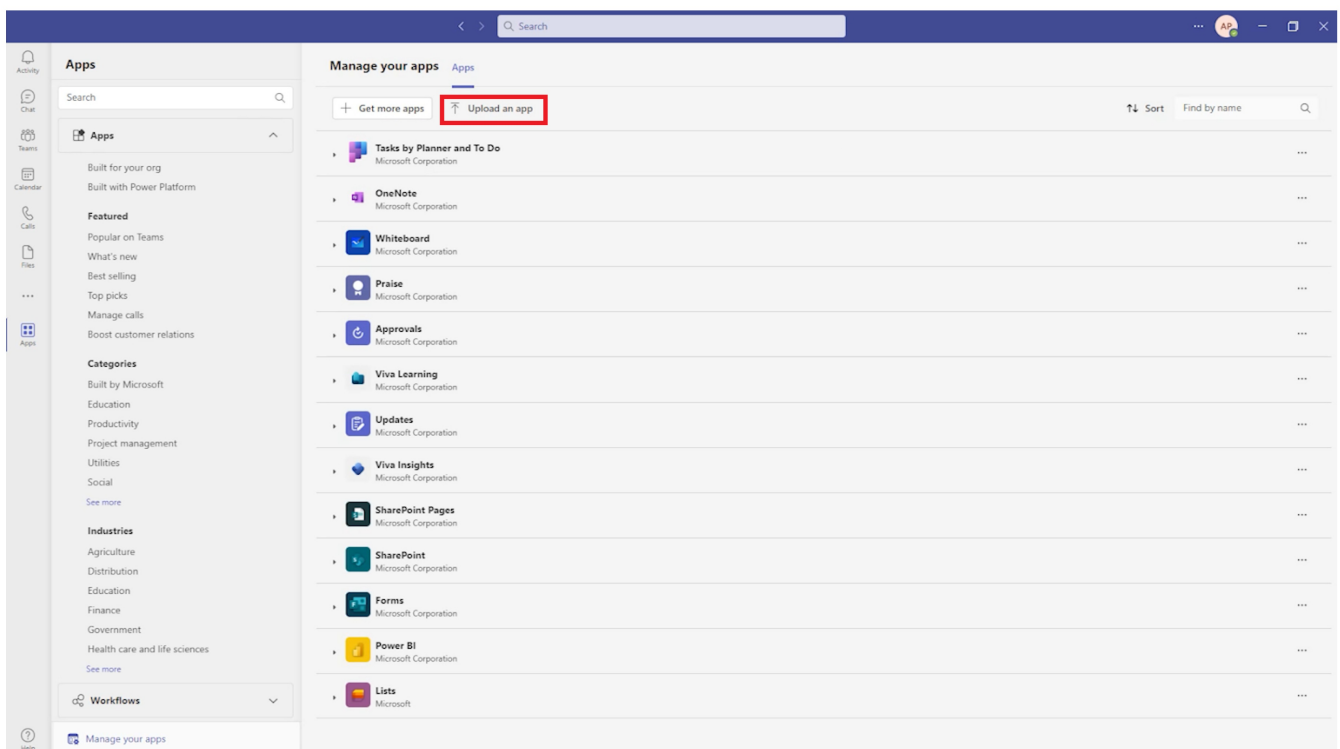 Search
AP
Activity
Chat
Teams
Calendar
Calls
Files
Apps
Help
Apps
Search
Apps
Built for your org
Built with Power Platform
Featured
Popular on Teams
What's new
Best selling
Top picks
Manage calls
Boost customer relations
Categories
Built by Microsoft
Education
Productivity
Project management
Utilities
Social
See more
Industries
Agriculture
Distribution
Education
Finance
Government
Health care and life sciences
See more
Workflows
Manage your apps
Manage your apps Apps
Get more apps Upload an app Sort Find by name
Tasks by Planner and To Do
Microsoft Corporation
OneNote
Microsoft Corporation
Whiteboard
Microsoft Corporation
Praise
Microsoft Corporation
Approvals
Microsoft Corporation
Viva Learning
Microsoft Corporation
Updates
Microsoft Corporation
Viva Insights
Microsoft Corporation
SharePoint Pages
Microsoft Corporation
SharePoint
Microsoft Corporation
Forms
Microsoft Corporation
Power BI
Microsoft Corporation
Lists
Microsoft